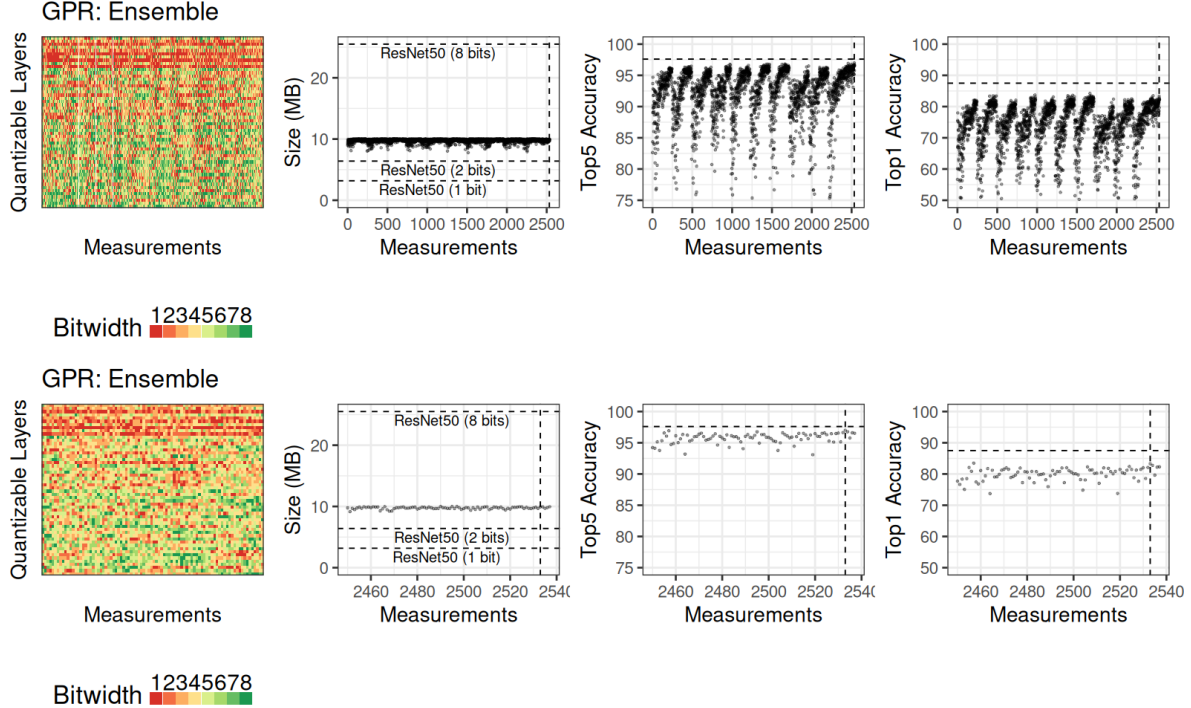 GPR: Ensemble
Quantizable Layers
Measurements
Bitwidth 12345678
Size (MB)
20
10
0
ResNet50 (8 bits)
ResNet50 (2 bits)
ResNet50 (1 bit)
0 500 1000 1500 2000 2500
Measurements
Top5 Accuracy
100
95
90
85
80
75
0 500 1000 1500 2000 2500
Measurements
Top1 Accuracy
100
90
80
70
60
50
0 500 1000 1500 2000 2500
Measurements
GPR: Ensemble
Quantizable Layers
Measurements
Bitwidth 12345678
Size (MB)
20
10
0
ResNet50 (8 bits)
ResNet50 (2 bits)
ResNet50 (1 bit)
2460 2480 2500 2520 2540
Measurements
Top5 Accuracy
100
95
90
85
80
75
2460 2480 2500 2520 2540
Measurements
Top1 Accuracy
100
90
80
70
60
50
2460 2480 2500 2520 2540
Measurements